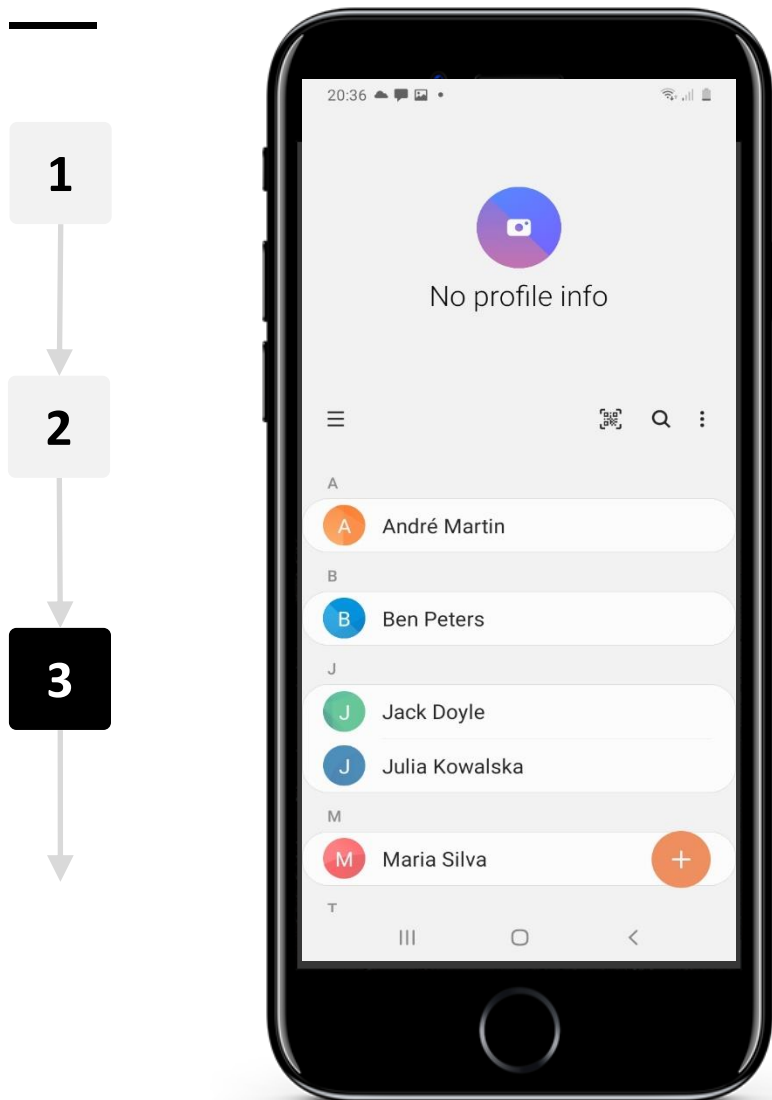 1
2
3
20:36
No profile info
A
A André Martin
B
B Ben Peters
J
J Jack Doyle
J Julia Kowalska
M
M Maria Silva
+
T